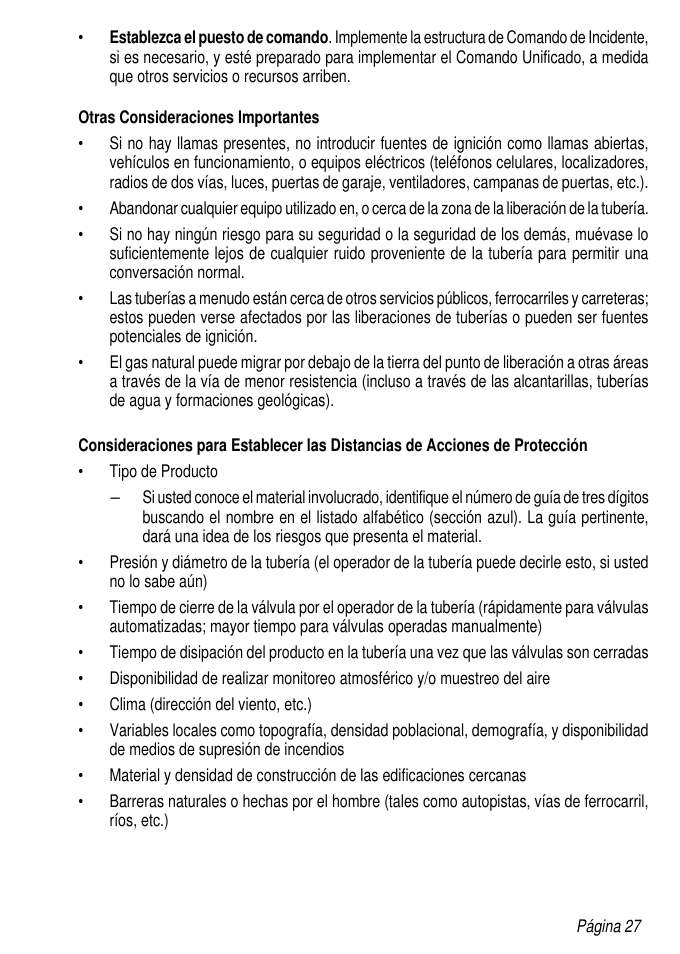 • Establezca el puesto de comando. Implemente la estructura de Comando de Incidente,
si es necesario, y esté preparado para implementar el Comando Unificado, a medida
que otros servicios o recursos arriben.
Otras Consideraciones Importantes
• Si no hay llamas presentes, no introducir fuentes de ignición como llamas abiertas,
vehículos en funcionamiento, o equipos eléctricos (teléfonos celulares, localizadores,
radios de dos vías, luces, puertas de garaje, ventiladores, campanas de puertas, etc.).
• Abandonar cualquier equipo utilizado en, o cerca de la zona de la liberación de la tubería.
• Si no hay ningún riesgo para su seguridad o la seguridad de los demás, muévase lo
suficientemente lejos de cualquier ruido proveniente de la tubería para permitir una
conversación normal.
• Las tuberías a menudo están cerca de otros servicios públicos, ferrocarriles y carreteras;
estos pueden verse afectados por las liberaciones de tuberías o pueden ser fuentes
potenciales de ignición.
• El gas natural puede migrar por debajo de la tierra del punto de liberación a otras áreas
a través de la vía de menor resistencia (incluso a través de las alcantarillas, tuberías
de agua y formaciones geológicas).
Consideraciones para Establecer las Distancias de Acciones de Protección
• Tipo de Producto
– Si usted conoce el material involucrado, identifique el número de guía de tres dígitos
buscando el nombre en el listado alfabético (sección azul). La guía pertinente,
dará una idea de los riesgos que presenta el material.
• Presión y diámetro de la tubería (el operador de la tubería puede decirle esto, si usted
no lo sabe aún)
• Tiempo de cierre de la válvula por el operador de la tubería (rápidamente para válvulas
automatizadas; mayor tiempo para válvulas operadas manualmente)
• Tiempo de disipación del producto en la tubería una vez que las válvulas son cerradas
• Disponibilidad de realizar monitoreo atmosférico y/o muestreo del aire
• Clima (dirección del viento, etc.)
• Variables locales como topografía, densidad poblacional, demografía, y disponibilidad
de medios de supresión de incendios
• Material y densidad de construcción de las edificaciones cercanas
• Barreras naturales o hechas por el hombre (tales como autopistas, vías de ferrocarril,
ríos, etc.)
Página 27